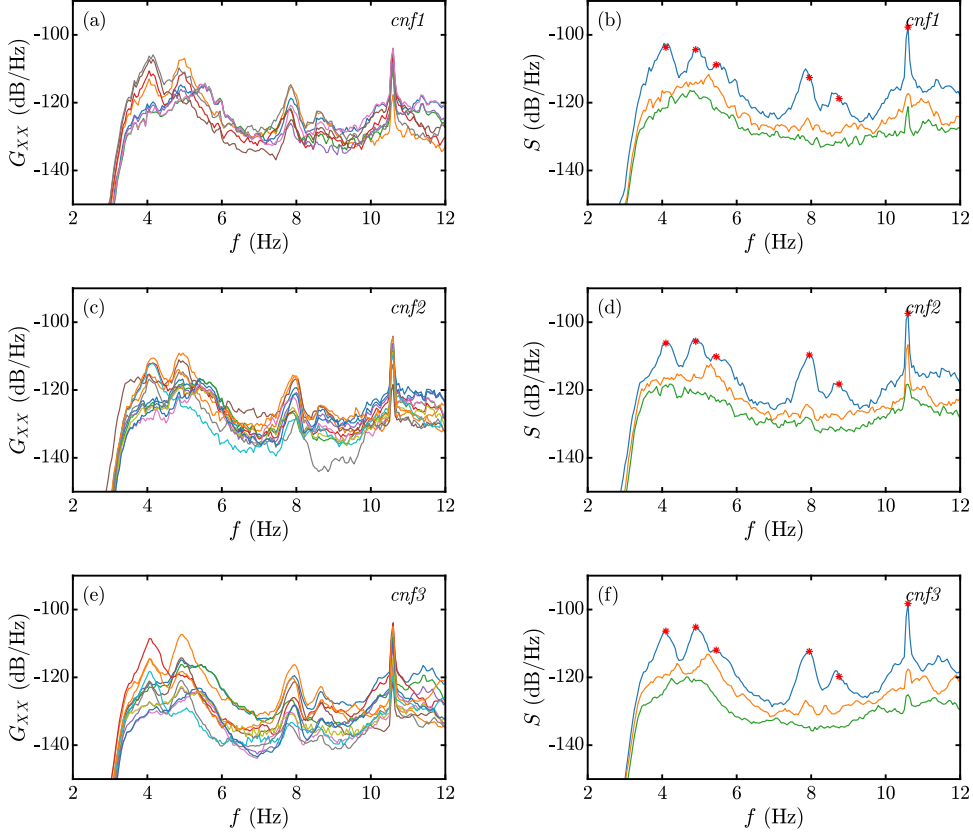 (a) cnf1
-100
-120
-140
G_XX (dB/Hz)
2 4 6 8 10 12
f (Hz)
(b) cnf1
-100
-120
-140
S (dB/Hz)
2 4 6 8 10 12
f (Hz)
(c) cnf2
-100
-120
-140
G_XX (dB/Hz)
2 4 6 8 10 12
f (Hz)
(d) cnf2
-100
-120
-140
S (dB/Hz)
2 4 6 8 10 12
f (Hz)
(e) cnf3
-100
-120
-140
G_XX (dB/Hz)
2 4 6 8 10 12
f (Hz)
(f) cnf3
-100
-120
-140
S (dB/Hz)
2 4 6 8 10 12
f (Hz)